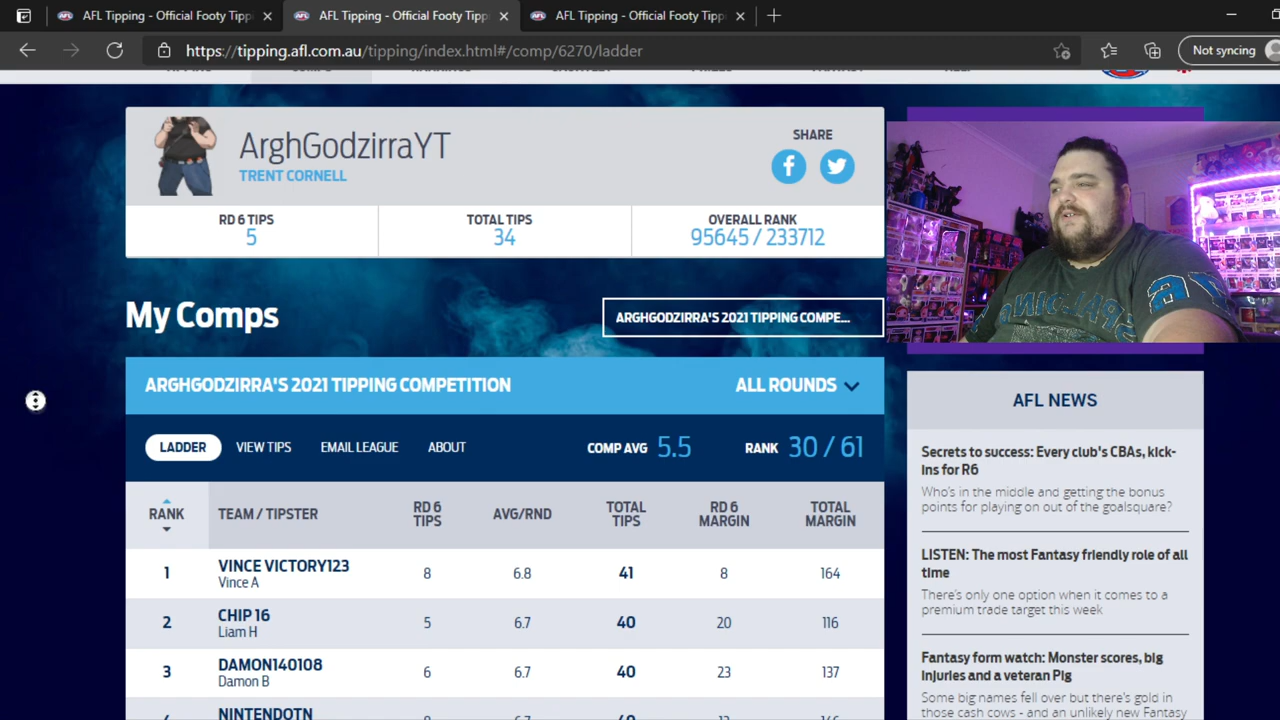 AFL Tipping - Official Footy Tipp
AFL Tipping - Official Footy Tipp
AFL Tipping - Official Footy Tipp
https://tipping.afl.com.au/tipping/index.html#/comp/6270/ladder
Not syncing
ArghGodzirraYT
TRENT CORNELL
SHARE
RD 6 TIPS
5
TOTAL TIPS
34
OVERALL RANK
95645 / 233712
My Comps
ARGHGODZIRRA'S 2021 TIPPING COMPE...
ARGHGODZIRRA'S 2021 TIPPING COMPETITION
ALL ROUNDS
LADDER VIEW TIPS EMAIL LEAGUE ABOUT
COMP AVG 5.5 RANK 30 / 61
RANK TEAM / TIPSTER RD 6 TIPS AVG/RND TOTAL TIPS RD 6 MARGIN TOTAL MARGIN
1 VINCE VICTORY123 8 6.8 41 8 164
Vince A
2 CHIP 16 5 6.7 40 20 116
Liam H
3 DAMON140108 6 6.7 40 23 137
Damon B
NINTENDOTN
AFL NEWS
Secrets to success: Every club's CBAs, kick-
ins for R6
Who's in the middle and getting the bonus
points for playing on out of the goalsquare?
LISTEN: The most Fantasy friendly role of all
time
There's only one option when it comes to a
premium trade target this week
Fantasy form watch: Monster scores, big
injuries and a veteran Pig
Some big names fell over but there's gold in
those cash cows - and an unlikely new Fantasy